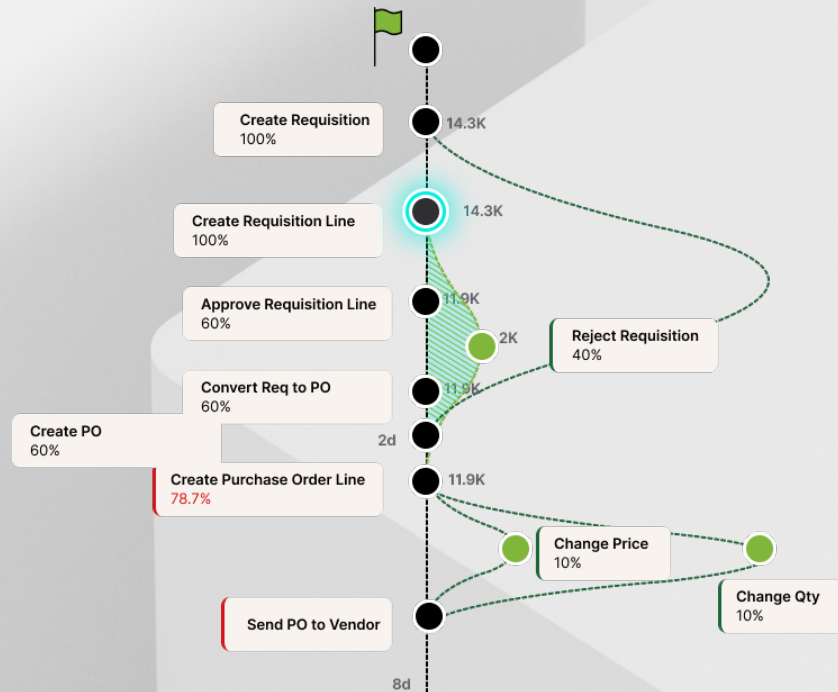 Create Requisition
100%
14.3K
Create Requisition Line
100%
14.3K
Approve Requisition Line
60%
11.9K
2K
Reject Requisition
40%
Convert Req to PO
60%
11.9K
Create PO
60%
2d
Create Purchase Order Line
78.7%
11.9K
Change Price
10%
Change Qty
10%
Send PO to Vendor
8d